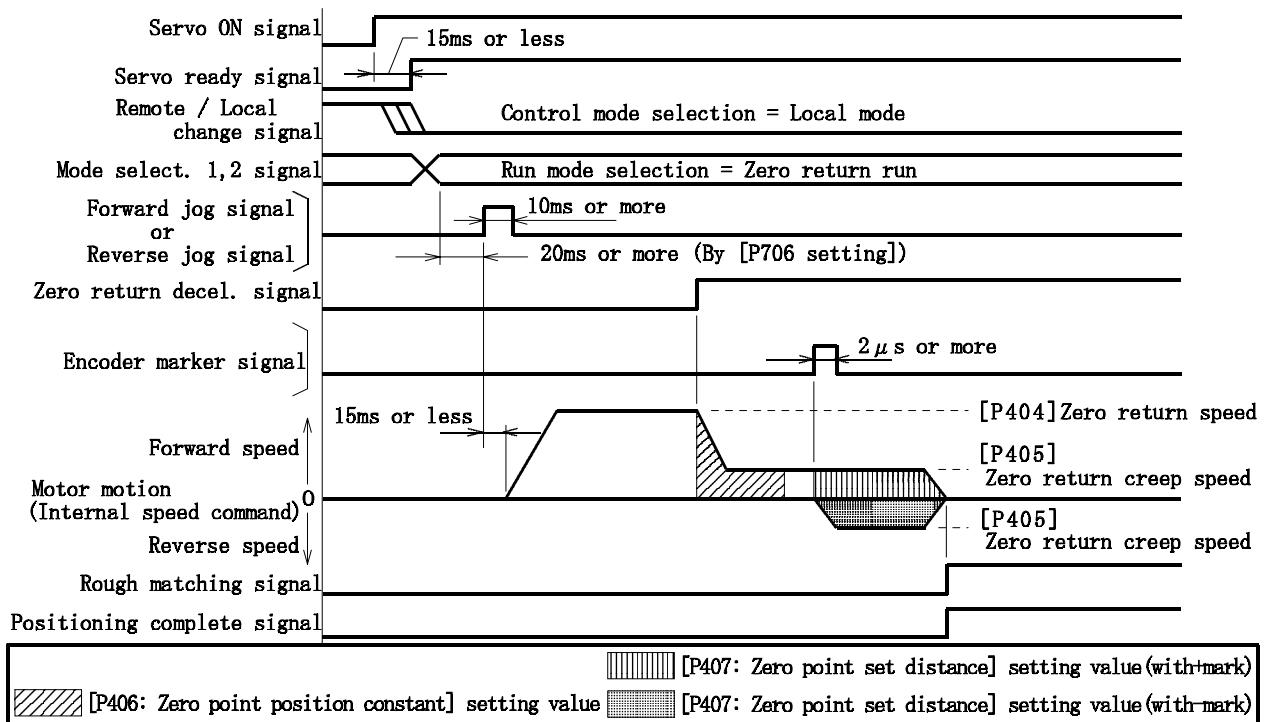 Servo ON signal
15ms or less
Servo ready signal
Remote / Local
change signal
Control mode selection = Local mode
Mode select. 1,2 signal
Run mode selection = Zero return run
Forward jog signal
or
Reverse jog signal
10ms or more
20ms or more (By [P706 setting])
Zero return decel. signal
Encoder marker signal
2μs or more
15ms or less
[P404]Zero return speed
Forward speed
[P405]
Zero return creep speed
Motor motion
(Internal speed command)
0
[P405]
Zero return creep speed
Reverse speed
Rough matching signal
Positioning complete signal
[P407: Zero point set distance] setting value(with+mark)
[P406: Zero point position constant] setting value
[P407: Zero point set distance] setting value(with-mark)